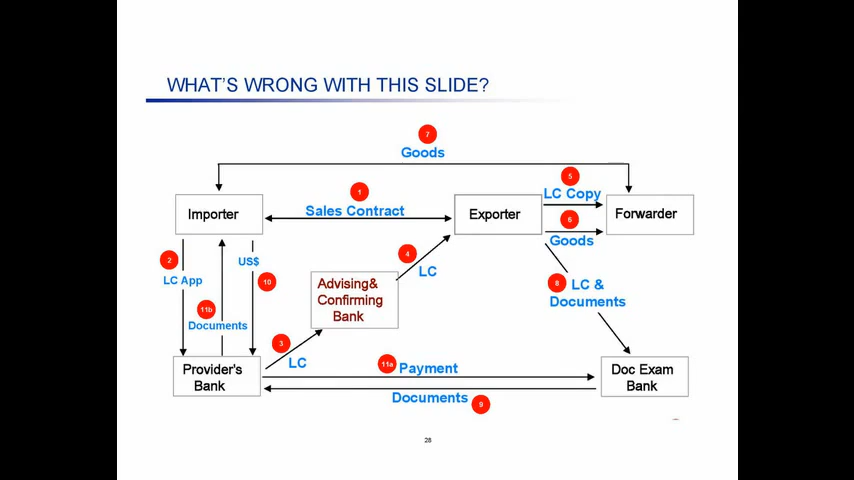 WHAT'S WRONG WITH THIS SLIDE?
7
Goods
1
Sales Contract
5
LC Copy
Importer
Exporter
Forwarder
6
Goods
2
LC App
US$
10
4
LC
Advising&
Confirming
Bank
8
LC &
Documents
11b
Documents
3
LC
Provider's
Bank
11a
Payment
Documents
9
Doc Exam
Bank
28